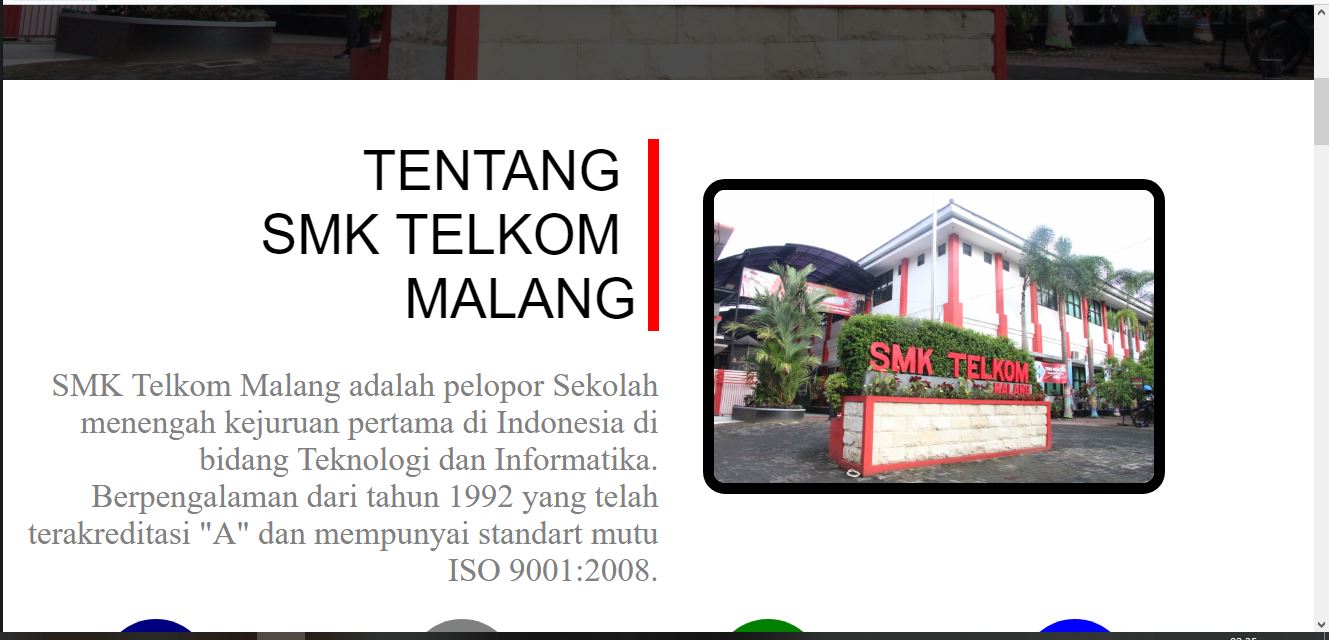 TENTANG
SMK TELKOM
MALANG
SMK Telkom Malang adalah pelopor Sekolah
menengah kejuruan pertama di Indonesia di
bidang Teknologi dan Informatika.
Berpengalaman dari tahun 1992 yang telah
terakreditasi "A" dan mempunyai standart mutu
ISO 9001:2008.
SMK TELKOM
MALANG